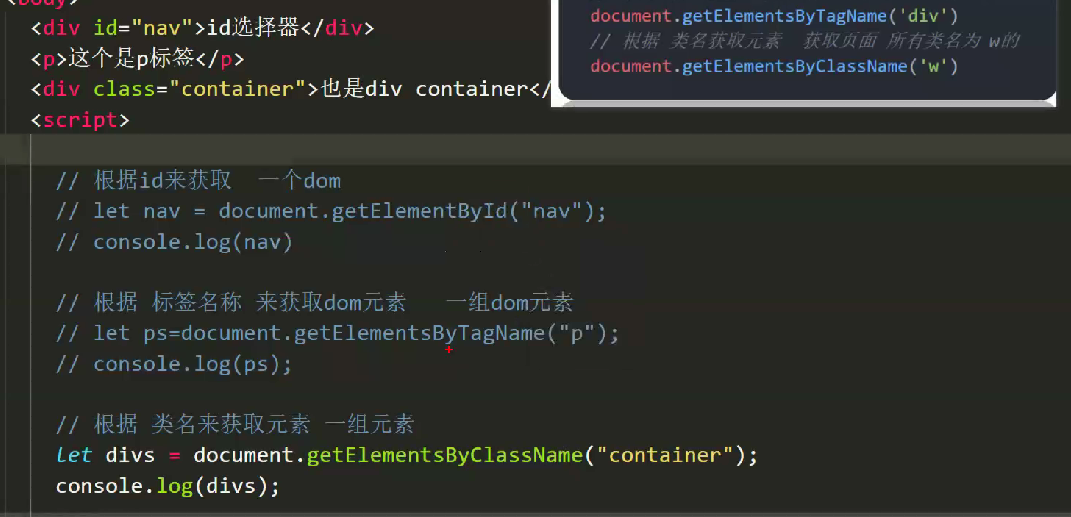 <body>
<div id="nav">id选择器</div>
<p>这个是p标签</p>
<div class="container">也是div container</
<script>
document.getElementsByTagName('div')
// 根据 类名获取元素 获取页面 所有类名为 w的
document.getElementsByClassName('w')
// 根据id来获取 一个dom
// let nav = document.getElementById("nav");
// console.log(nav)
// 根据 标签名称 来获取dom元素 一组dom元素
// let ps=document.getElementsByTagName("p");
// console.log(ps);
// 根据 类名来获取元素 一组元素
let divs = document.getElementsByClassName("container");
console.log(divs);